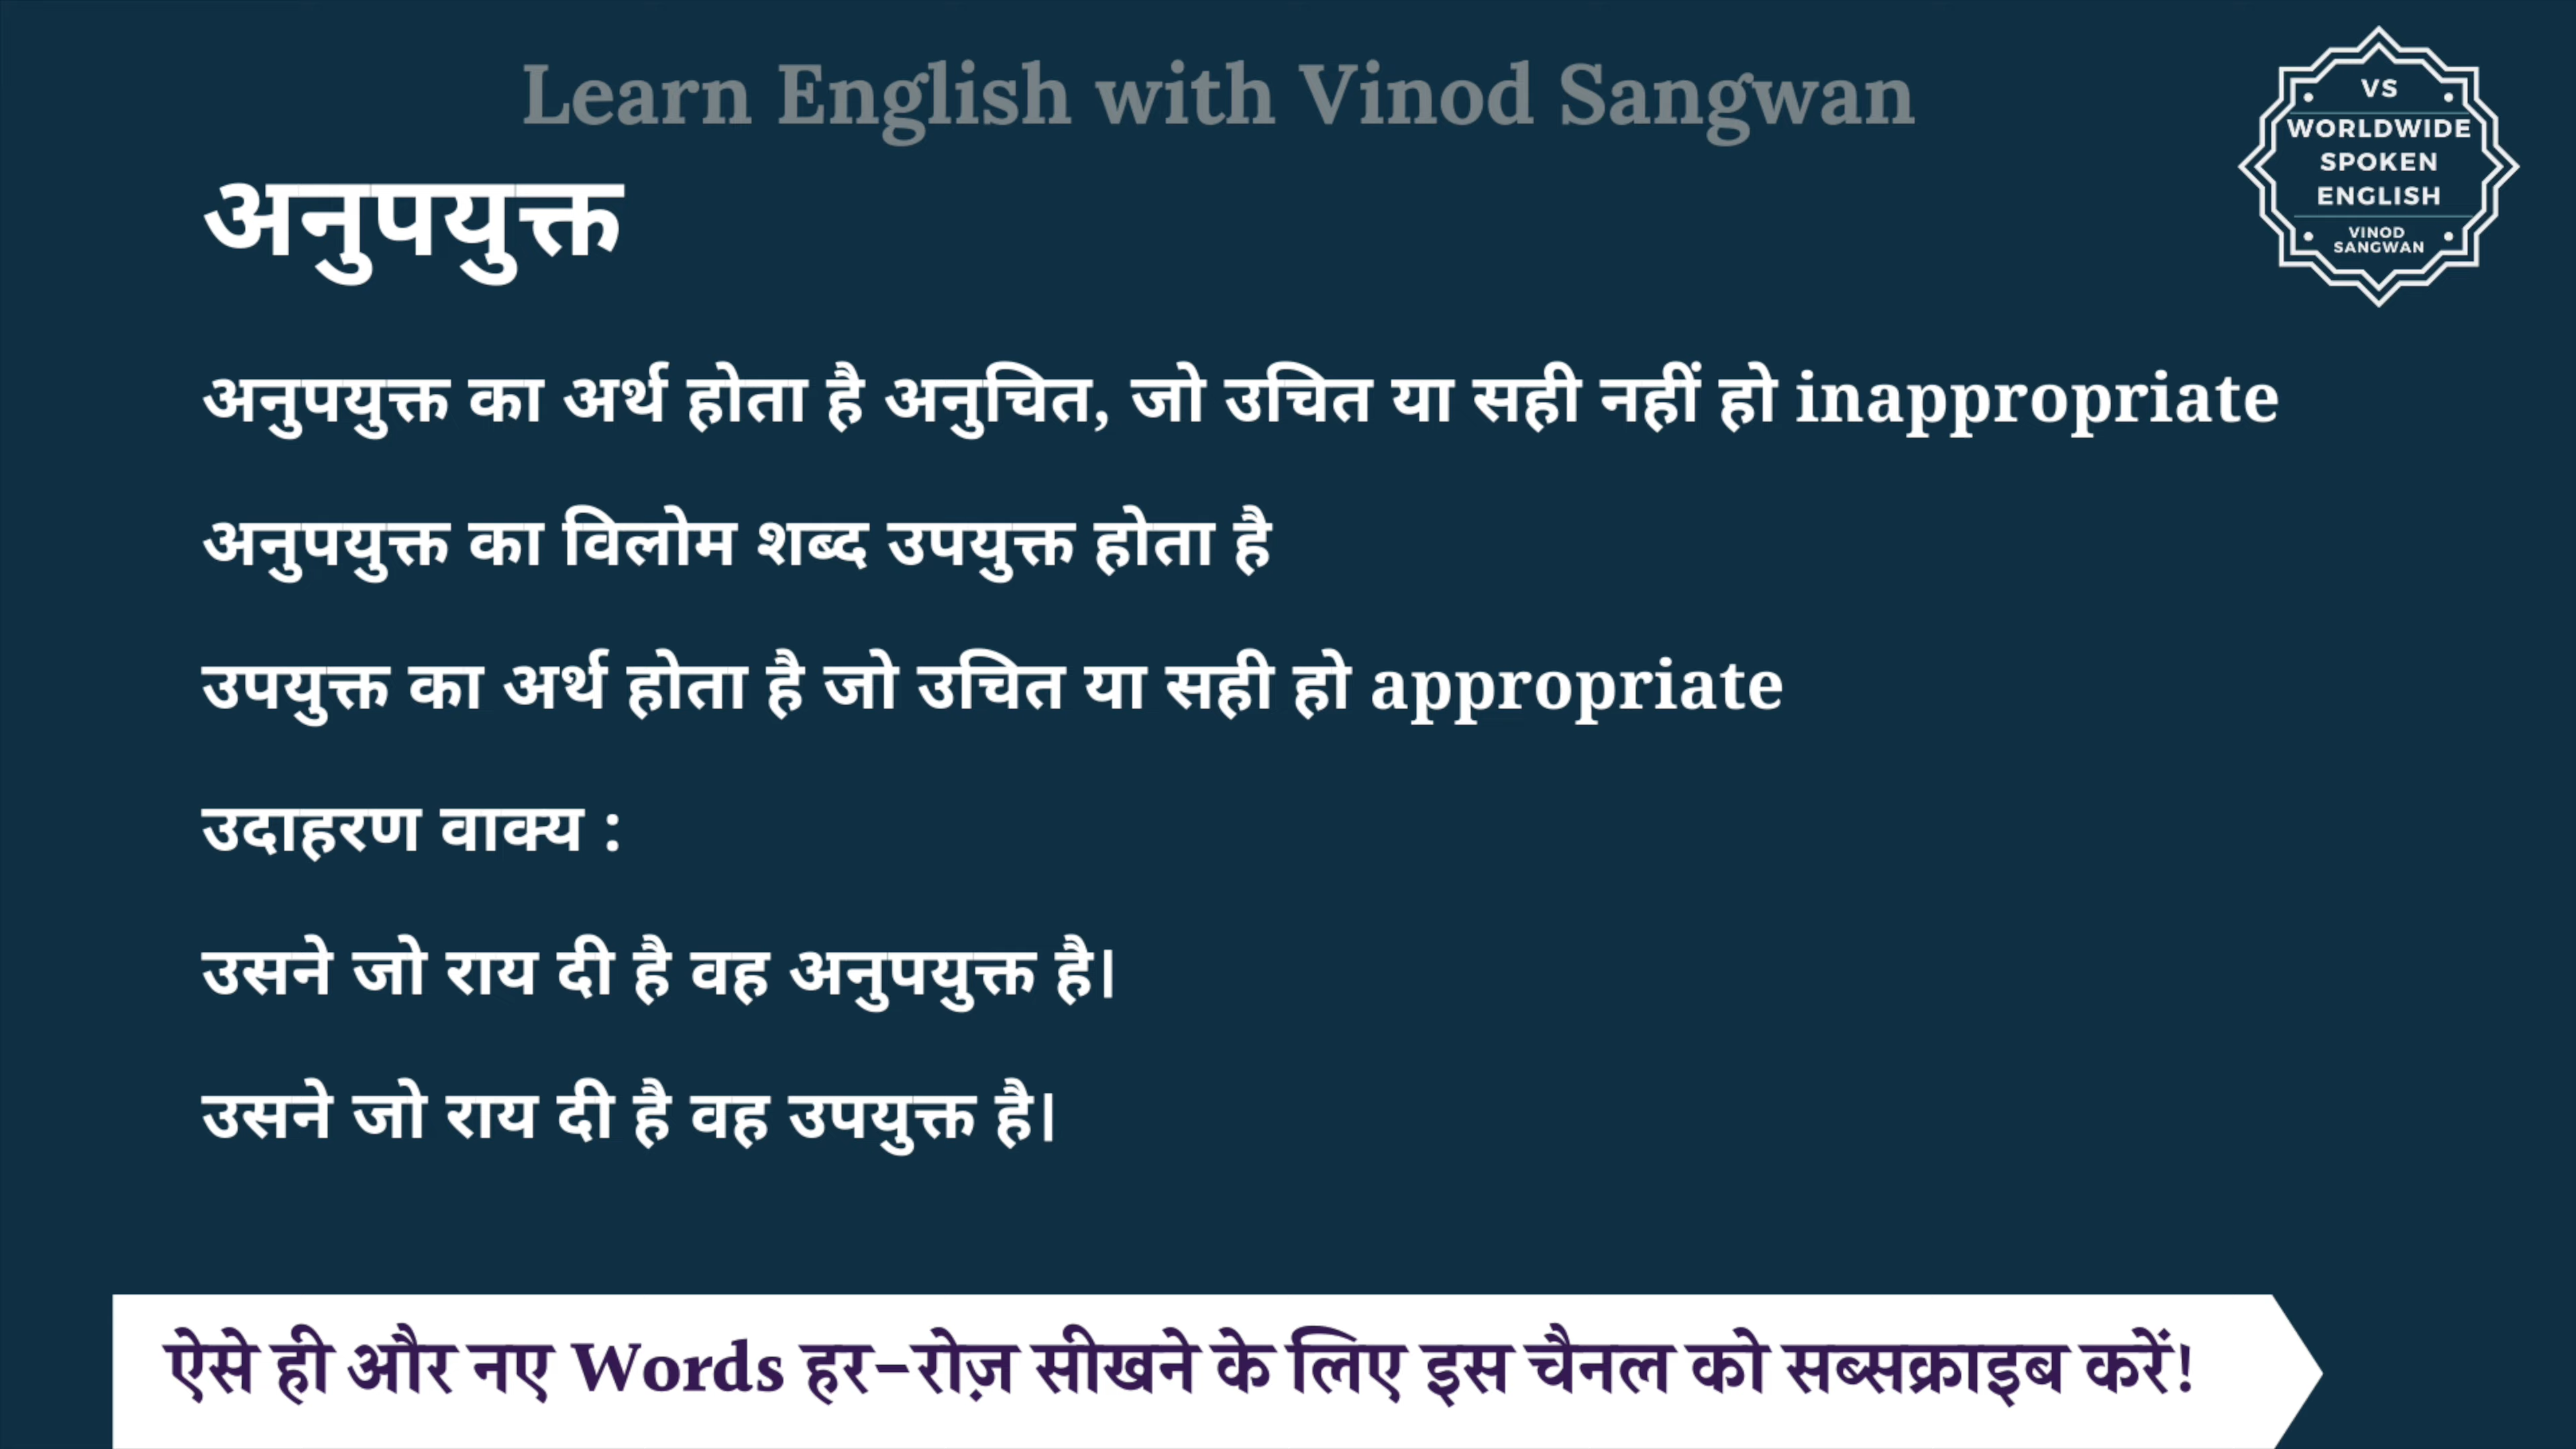 Learn English with Vinod Sangwan
VS
WORLDWIDE
SPOKEN
ENGLISH
VINOD
SANGWAN
अनुपयुक्त
अनुपयुक्त का अर्थ होता है अनुचित, जो उचित या सही नहीं हो inappropriate
अनुपयुक्त का विलोम शब्द उपयुक्त होता है
उपयुक्त का अर्थ होता है जो उचित या सही हो appropriate
उदाहरण वाक्य :
उसने जो राय दी है वह अनुपयुक्त है।
उसने जो राय दी है वह उपयुक्त है।
ऐसे ही और नए Words हर-रोज़ सीखने के लिए इस चैनल को सब्सक्राइब करें!